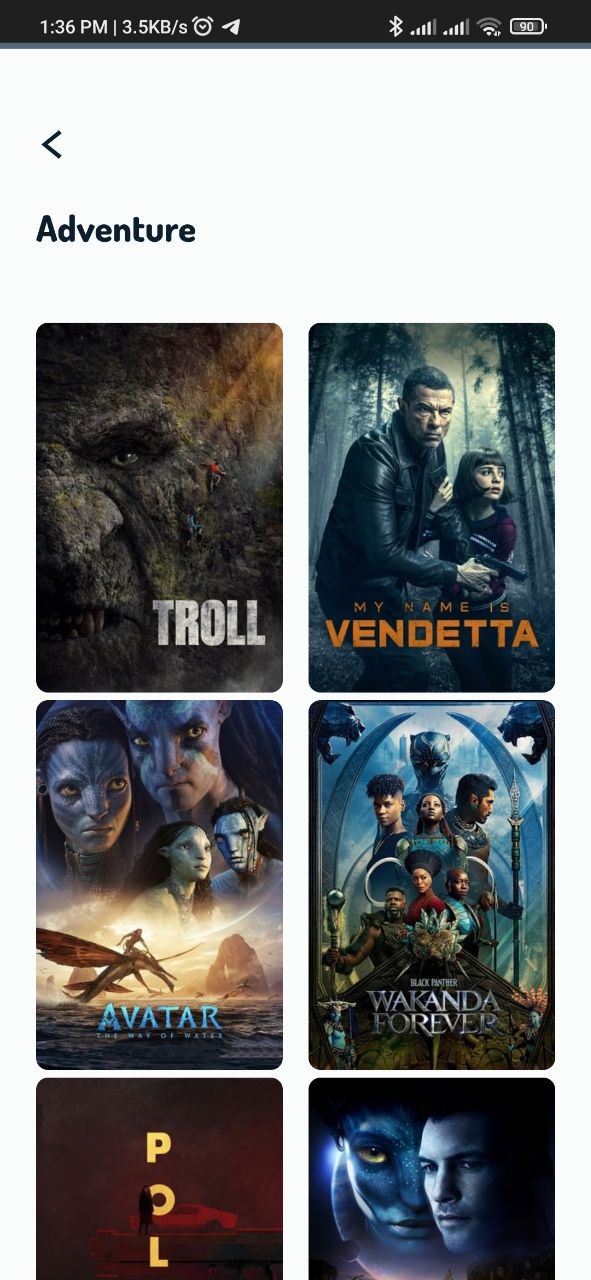 1:36 PM | 3.5KB/s
90
Adventure
TROLL
MY NAME IS
VENDETTA
AVATAR
THE WAY OF WATER
BLACK PANTHER
WAKANDA
FOREVER
P
O
L